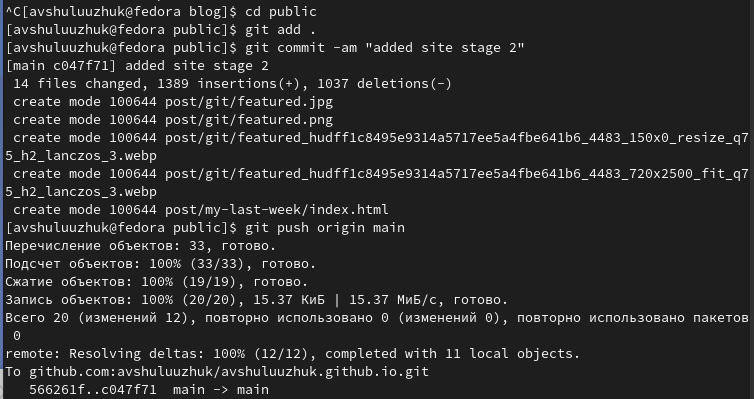 ^C[avshuluuzhuk@fedora blog]$ cd public
[avshuluuzhuk@fedora public]$ git add .
[avshuluuzhuk@fedora public]$ git commit -am "added site stage 2"
[main c047f71] added site stage 2
 14 files changed, 1389 insertions(+), 1037 deletions(-)
 create mode 100644 post/git/featured.jpg
 create mode 100644 post/git/featured.png
 create mode 100644 post/git/featured_hudff1c8495e9314a5717ee5a4fbe641b6_4483_150x0_resize_q7
5_h2_lanczos_3.webp
 create mode 100644 post/git/featured_hudff1c8495e9314a5717ee5a4fbe641b6_4483_720x2500_fit_q7
5_h2_lanczos_3.webp
 create mode 100644 post/my-last-week/index.html
[avshuluuzhuk@fedora public]$ git push origin main
Перечисление объектов: 33, готово.
Подсчет объектов: 100% (33/33), готово.
Сжатие объектов: 100% (19/19), готово.
Запись объектов: 100% (20/20), 15.37 КиБ | 15.37 МиБ/с, готово.
Всего 20 (изменений 12), повторно использовано 0 (изменений 0), повторно использовано пакетов
 0
remote: Resolving deltas: 100% (12/12), completed with 11 local objects.
To github.com:avshuluuzhuk/avshuluuzhuk.github.io.git
   566261f..c047f71  main -> main